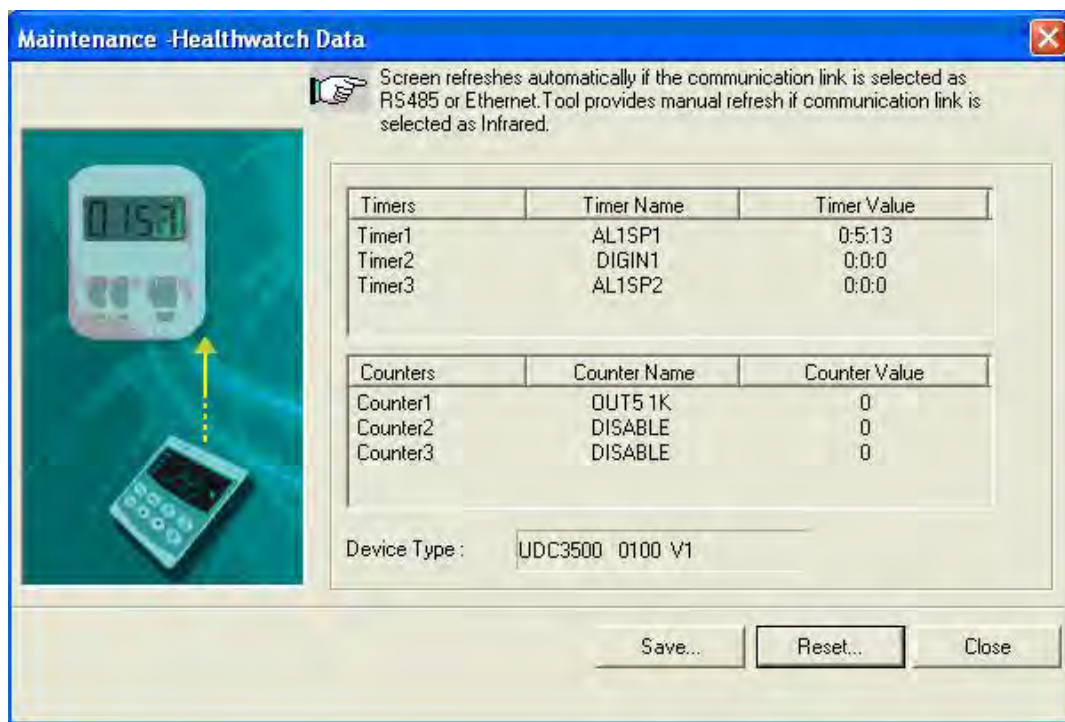 Maintenance -Healthwatch Data
Screen refreshes automatically if the communication link is selected as
RS485 or Ethernet.Tool provides manual refresh if communication link is
selected as Infrared.
Timers Timer Name Timer Value
Timer1 AL1SP1 0:5:13
Timer2 DIGIN1 0:0:0
Timer3 AL1SP2 0:0:0
Counters Counter Name Counter Value
Counter1 OUT5 1K 0
Counter2 DISABLE 0
Counter3 DISABLE 0
Device Type : UDC3500 0100 V1
Save... Reset... Close